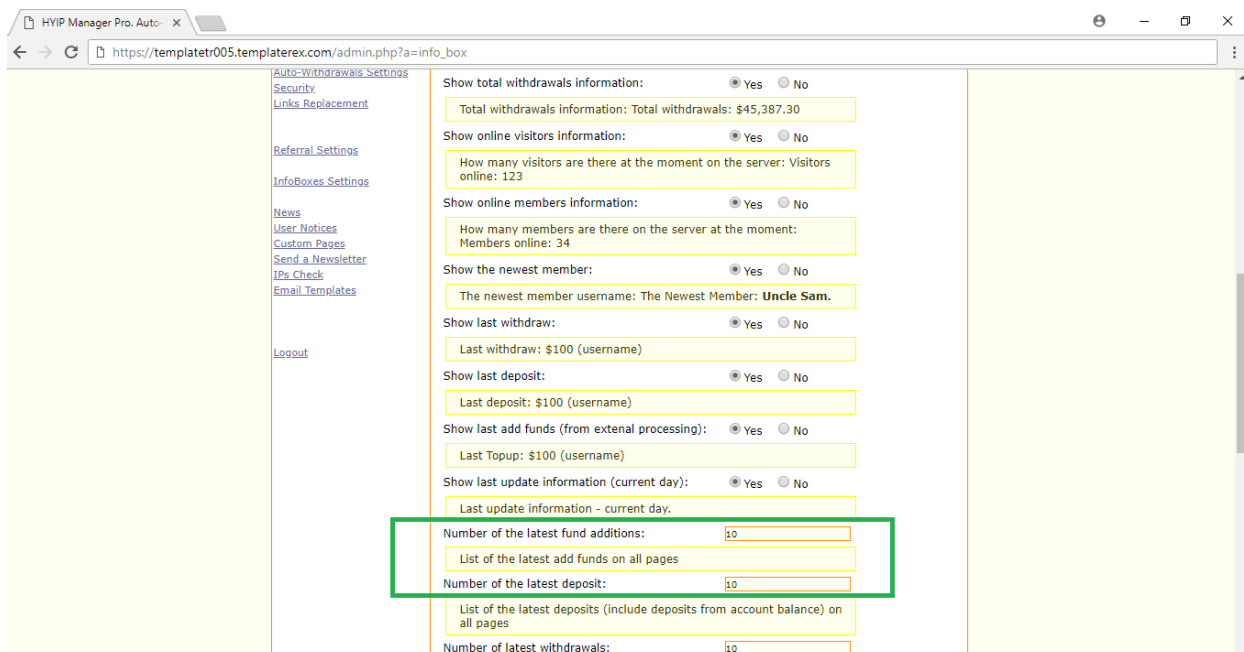 HYIP Manager Pro. Auto-
https://templatetr005.templaterex.com/admin.php?a=info_box
Auto-Withdrawals Settings
Security
Links Replacement
Referral Settings
InfoBoxes Settings
News
User Notices
Custom Pages
Send a Newsletter
IPs Check
Email Templates
Logout
Show total withdrawals information: Yes No
Total withdrawals information: Total withdrawals: $45,387.30
Show online visitors information: Yes No
How many visitors are there at the moment on the server: Visitors
online: 123
Show online members information: Yes No
How many members are there on the server at the moment:
Members online: 34
Show the newest member: Yes No
The newest member username: The Newest Member: Uncle Sam.
Show last withdraw: Yes No
Last withdraw: $100 (username)
Show last deposit: Yes No
Last deposit: $100 (username)
Show last add funds (from extenal processing): Yes No
Last Topup: $100 (username)
Show last update information (current day): Yes No
Last update information - current day.
Number of the latest fund additions: 10
List of the latest add funds on all pages
Number of the latest deposit: 10
List of the latest deposits (include deposits from account balance) on
all pages
Number of latest withdrawals: 10